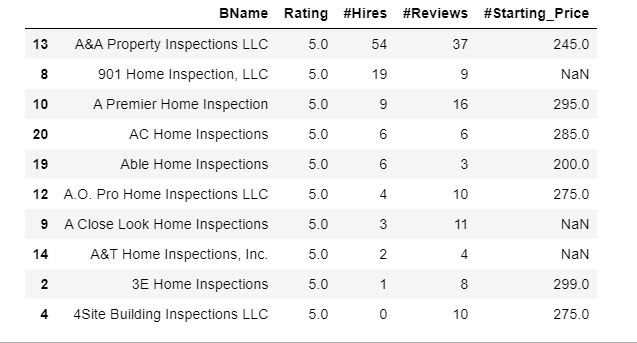 BName Rating #Hires #Reviews #Starting_Price
13 A&A Property Inspections LLC 5.0 54 37 245.0
8 901 Home Inspection, LLC 5.0 19 9 NaN
10 A Premier Home Inspection 5.0 9 16 295.0
20 AC Home Inspections 5.0 6 6 285.0
19 Able Home Inspections 5.0 6 3 200.0
12 A.O. Pro Home Inspections LLC 5.0 4 10 275.0
9 A Close Look Home Inspections 5.0 3 11 NaN
14 A&T Home Inspections, Inc. 5.0 2 4 NaN
2 3E Home Inspections 5.0 1 8 299.0
4 4Site Building Inspections LLC 5.0 0 10 275.0